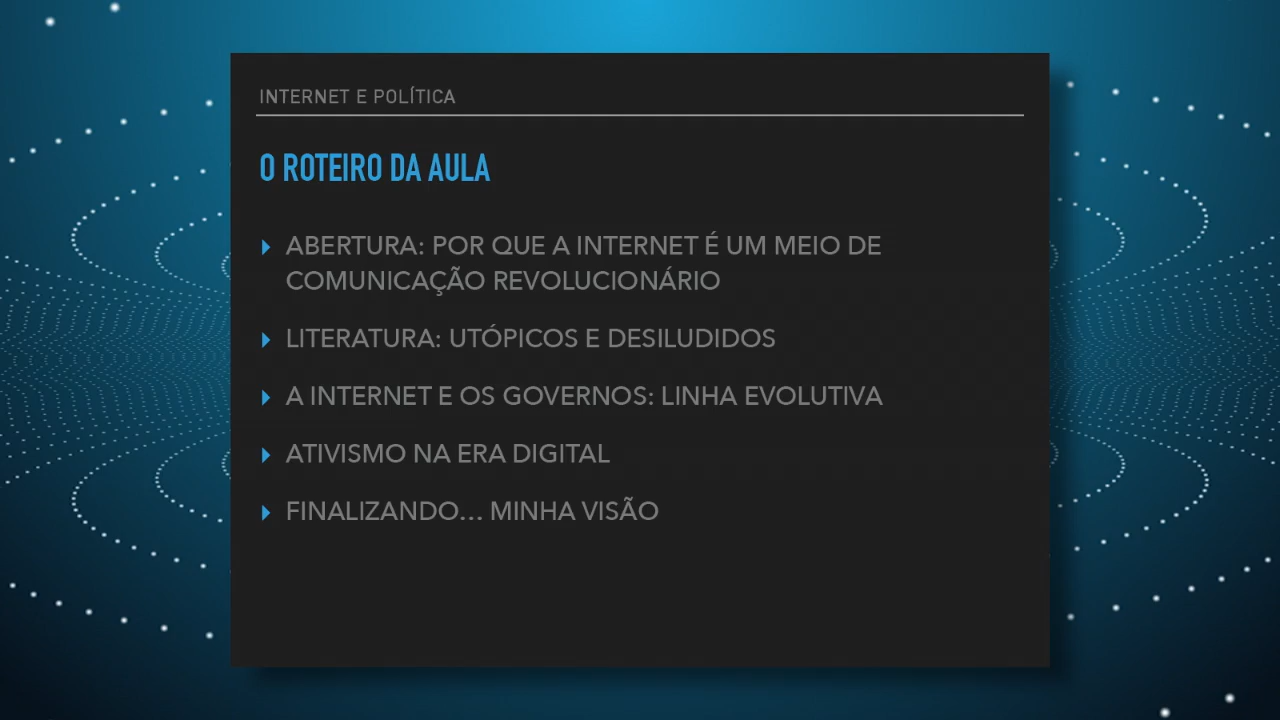 INTERNET E POLÍTICA
O ROTEIRO DA AULA
ABERTURA: POR QUE A INTERNET É UM MEIO DE
COMUNICAÇÃO REVOLUCIONÁRIO
LITERATURA: UTÓPICOS E DESILUDIDOS
A INTERNET E OS GOVERNOS: LINHA EVOLUTIVA
ATIVISMO NA ERA DIGITAL
FINALIZANDO... MINHA VISÃO